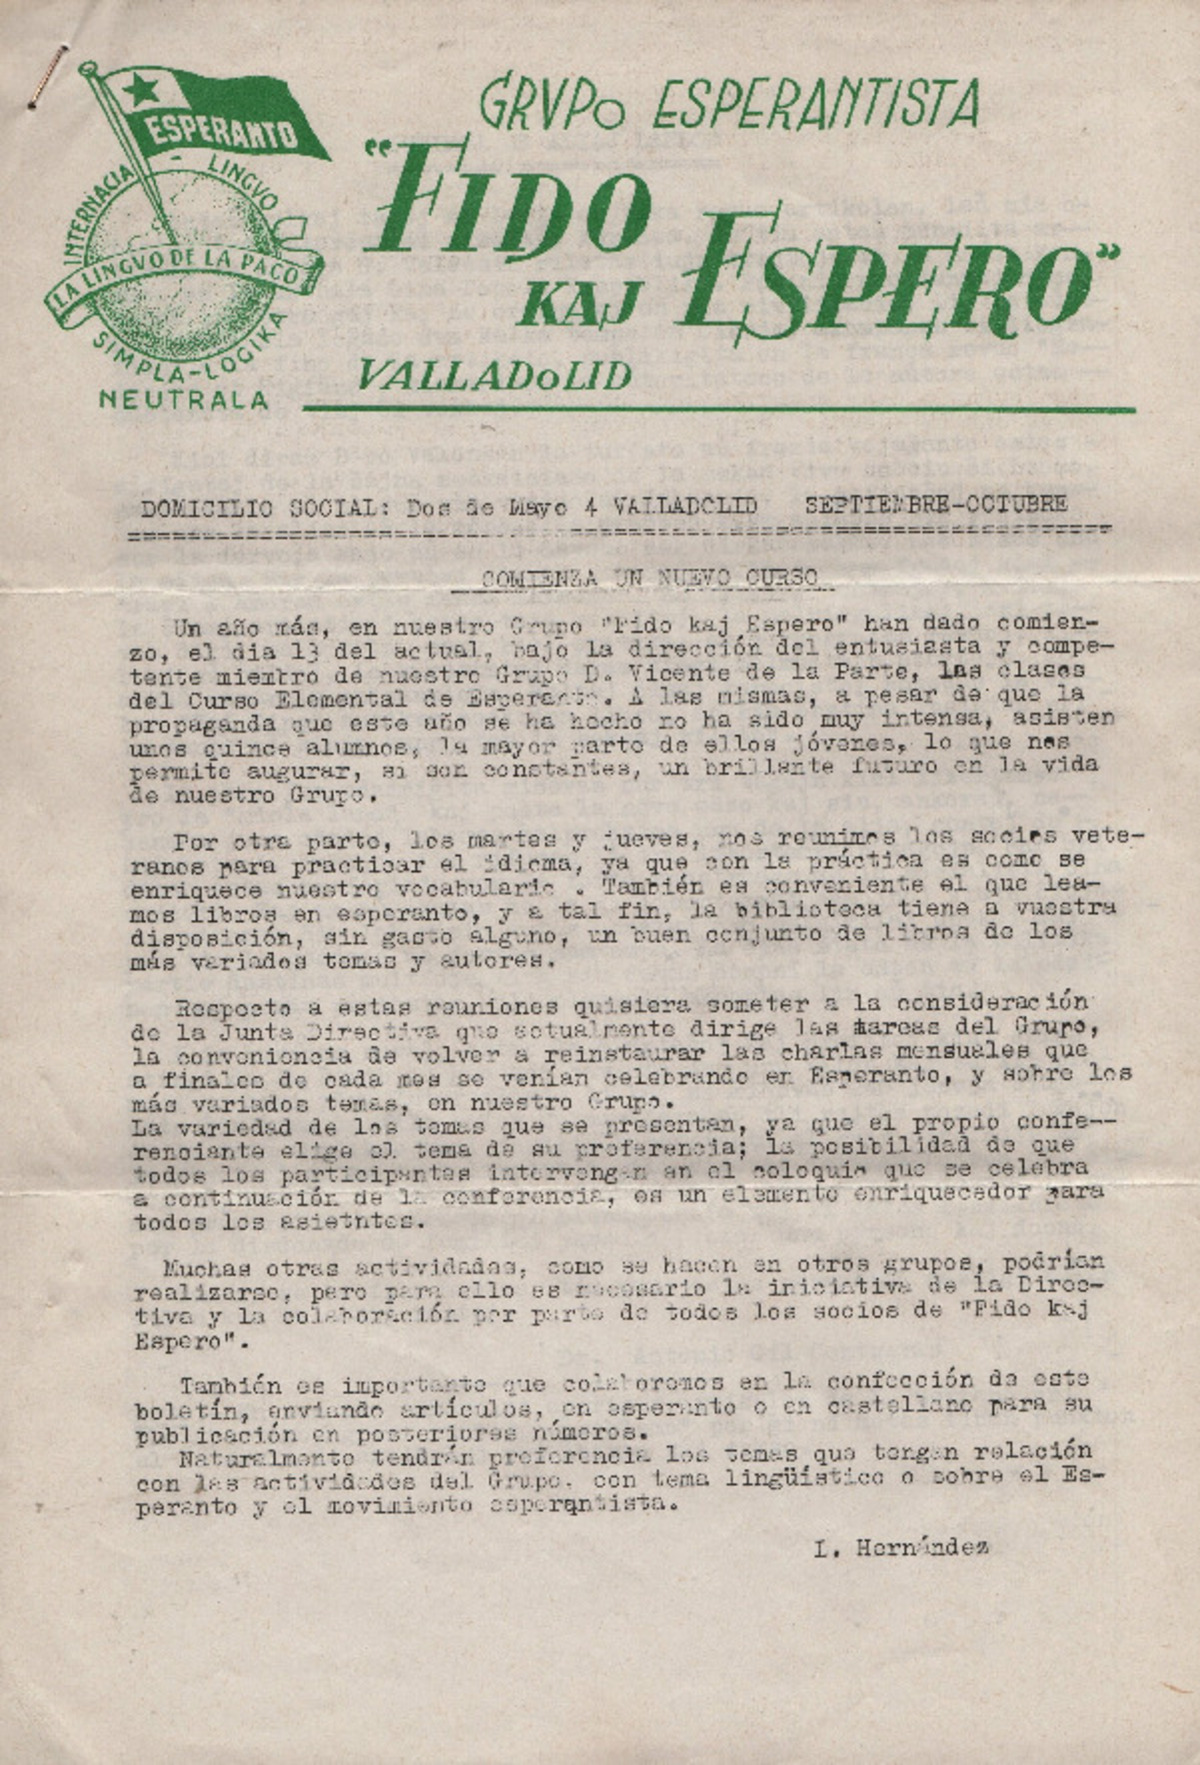 ESPERANTO
INTERNACIA LINGVO
LA LINGVO DE LA PACO
SIMPLA-LOGIKA
NEUTRALA
GRVPO ESPERANTISTA
"FIDO
KAJ ESPERO"
VALLADOLID
DOMICILIO SOCIAL: Dos de Mayo 4 VALLADOLID SEPTIEMBRE-OCTUBRE
COMIENZA UN NUEVO CURSO
Un año más, en nuestro Grupo "Fido kaj Espero" han dado comien-
zo, el dia 13 del actual, bajo la dirección del entusiasta y compe-
tente miembro de nuestro Grupo D. Vicente de la Parte, las clases
del Curso Elemental de Esperanto. A las mismas, a pesar de que la
propaganda que este año se ha hecho no ha sido muy intensa, asisten
unos quince alumnos, la mayor parte de ellos jóvenes, lo que nos
permite augurar, si son constantes, un brillante futuro en la vida
de nuestro Grupo.
Por otra parte, los martes y jueves, nos reunimos los socios vete-
ranos para practicar el idioma, ya que con la práctica es como se
enriquece nuestro vocabulario . También es conveniente el que lea-
mos libros en esperanto, y a tal fin, la biblioteca tiene a vuestra
disposición, sin gasto alguno, un buen conjunto de libros de los
más variados temas y autores.
Respecto a estas reuniones quisiera someter a la consideración
de la Junta Directiva que actualmente dirige las tareas del Grupo,
la conveniencia de volver a reinstaurar las charlas mensuales que
a finales de cada mes se venían celebrando en Esperanto, y sobre los
más variados temas, en nuestro Grupo.
La variedad de los temas que se presentan, ya que el propio confe--
renciante elige el tema de su preferencia; la posibilidad de que
todos los participantes intervengan en el coloquio que se celebra
a continuación de la conferencia, es un elemento enriquecedor para
todos los asietntes.
Muchas otras actividades, como se hacen en otros grupos, podrían
realizarse, pero para ello es necesario la iniciativa de la Direc-
tiva y la colaboración por parte de todos los socios de "Fido kaj
Espero".
También es importante que colaboremos en la confección de este
boletín, enviando artículos, en esperanto o en castellano para su
publicación en posteriores números.
Naturalmente tendrán preferencia los temas que tengan relación
con las actividades del Grupo, con tema lingüístico o sobre el Es-
peranto y el movimiento esperantista.
L. Hernández